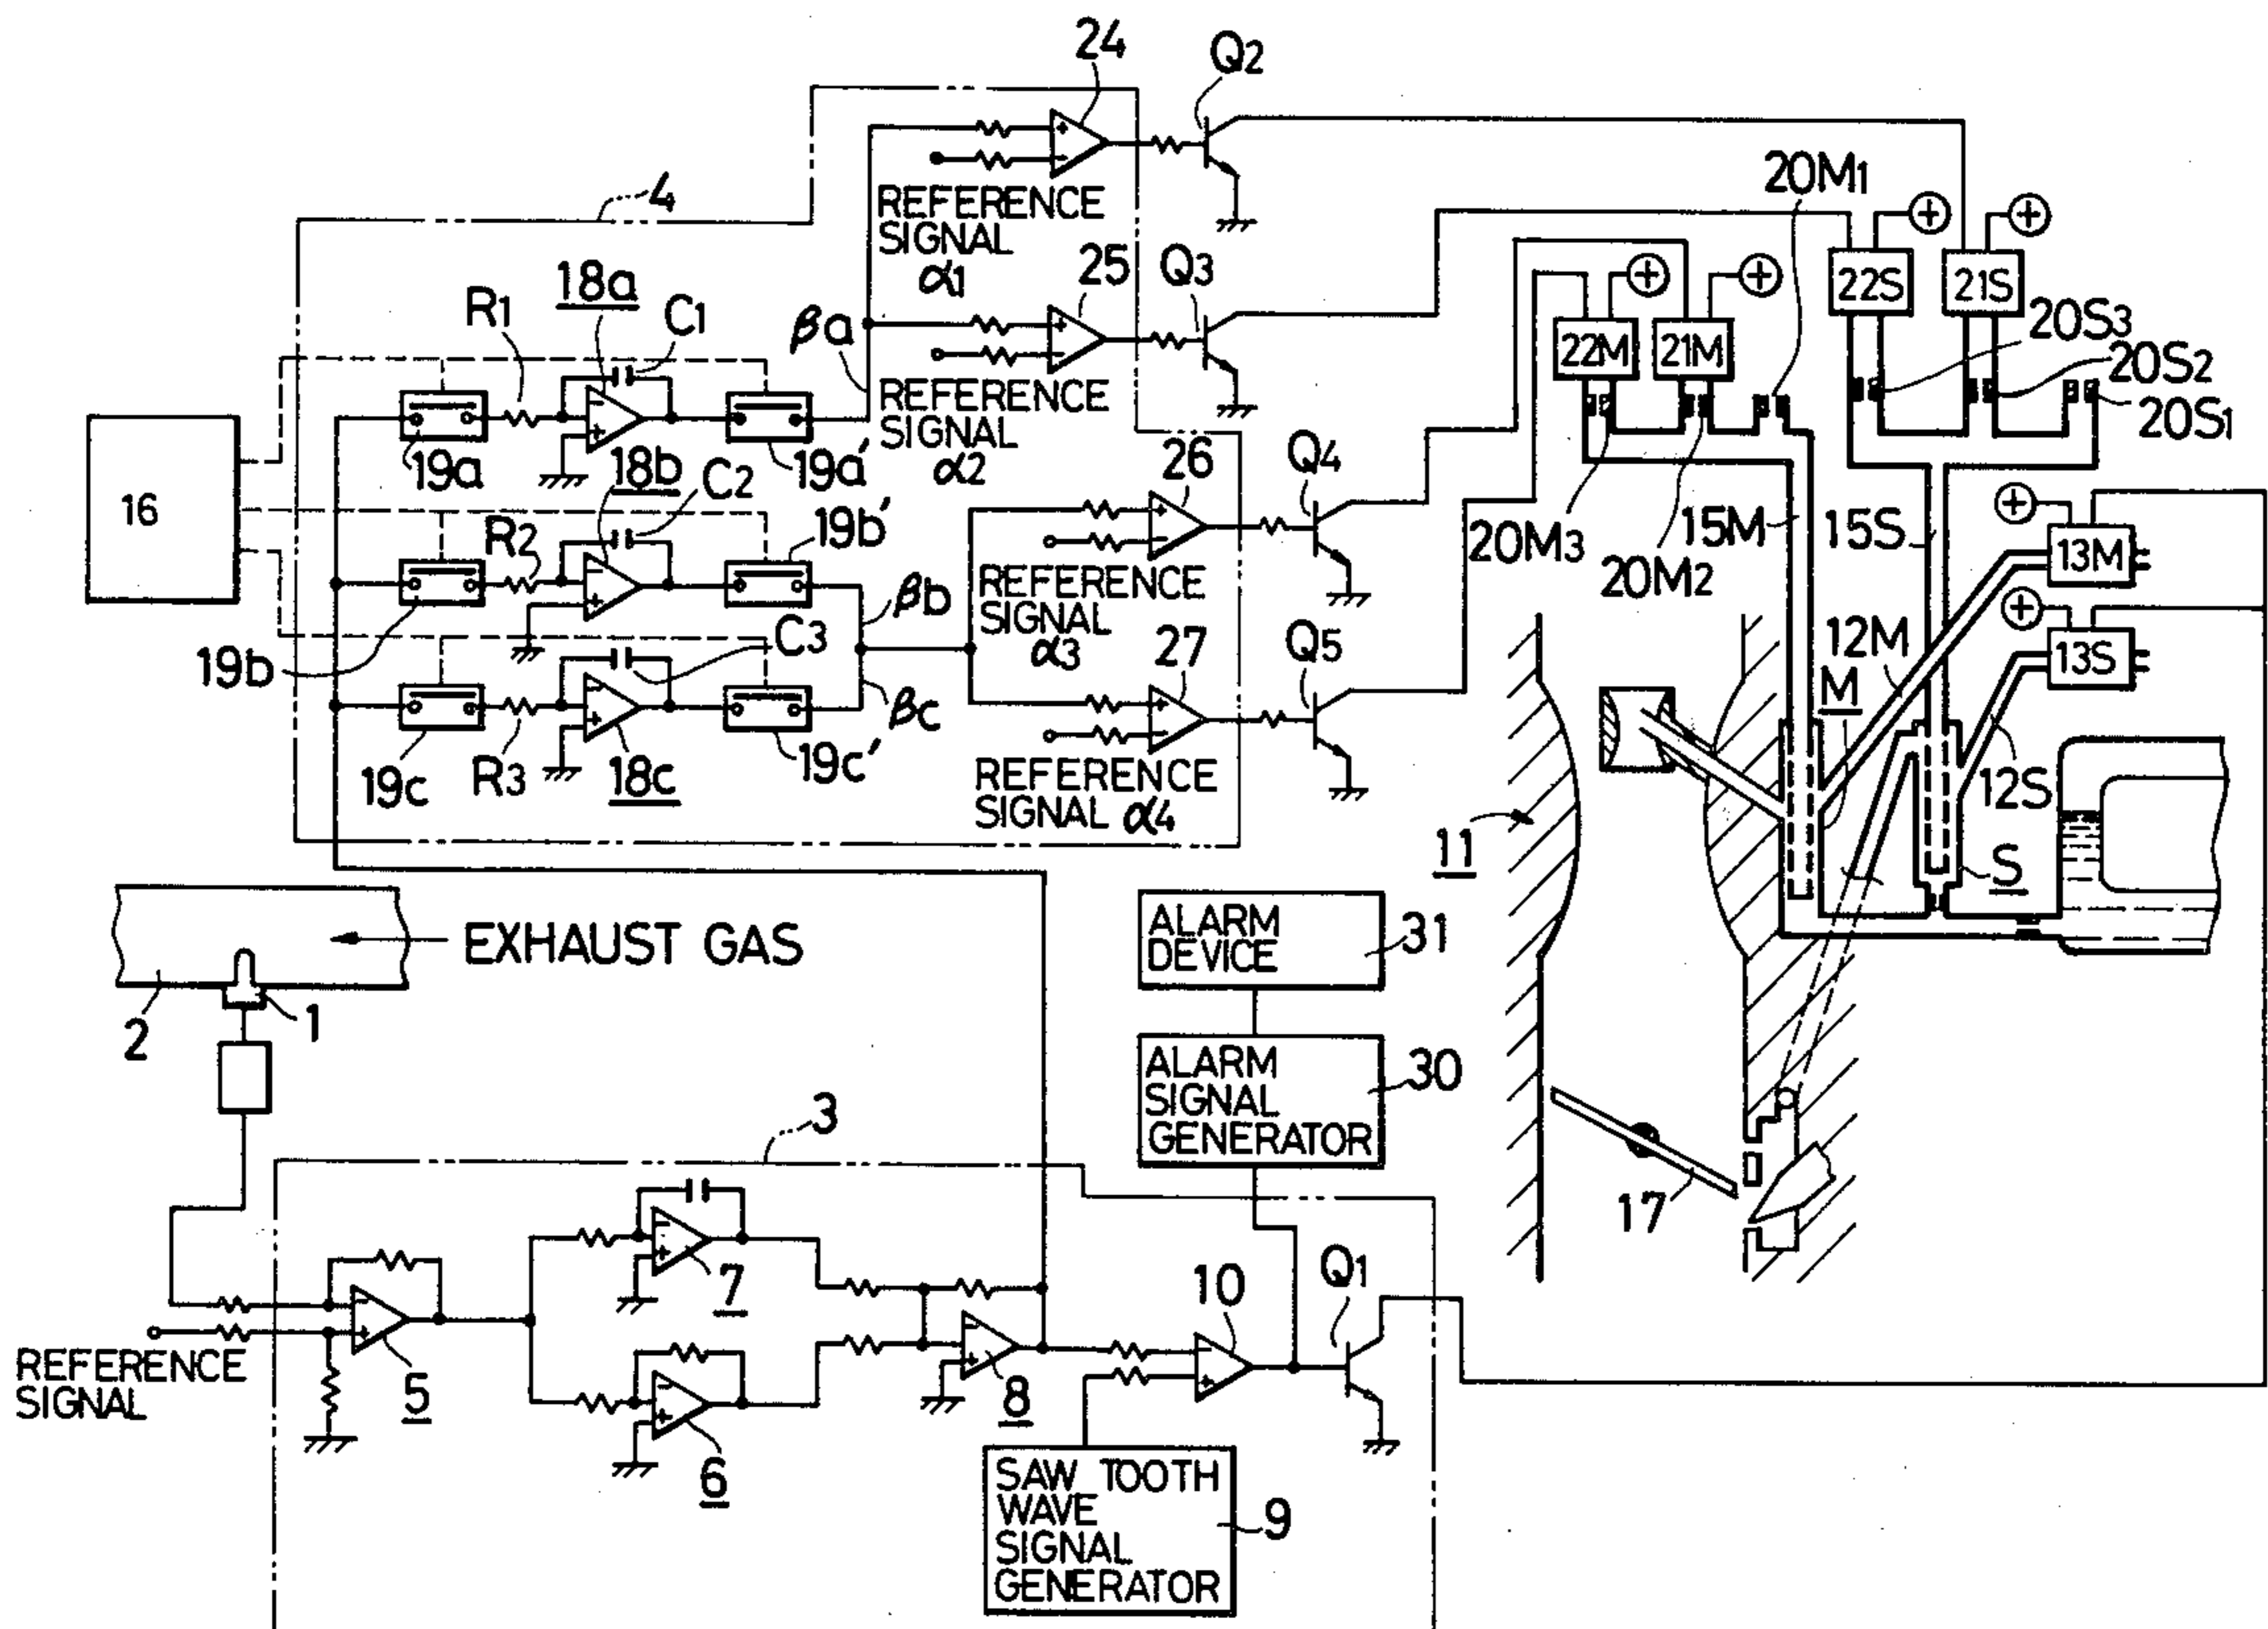 24
Q2
20M1
4
REFERENCE
SIGNAL
α1
18a
R1
C1
βa
25
Q3
22S
21S
20S3
20S2
20S1
22M
21M
REFERENCE
SIGNAL
α2
19a
19a'
18b
C2
26
Q4
16
R2
19b'
20M3
20M2
15M
15S
13M
βb
REFERENCE
SIGNAL
α3
19b
C3
27
Q5
12M
13S
M
19c
R3
18c
19c'
βc
REFERENCE
SIGNAL α4
11
12S
S
EXHAUST GAS
2
1
ALARM
DEVICE
31
ALARM
SIGNAL
GENERATOR
30
3
17
7
10
Q1
REFERENCE
SIGNAL
5
8
6
SAW TOOTH
WAVE
SIGNAL
GENERATOR
9